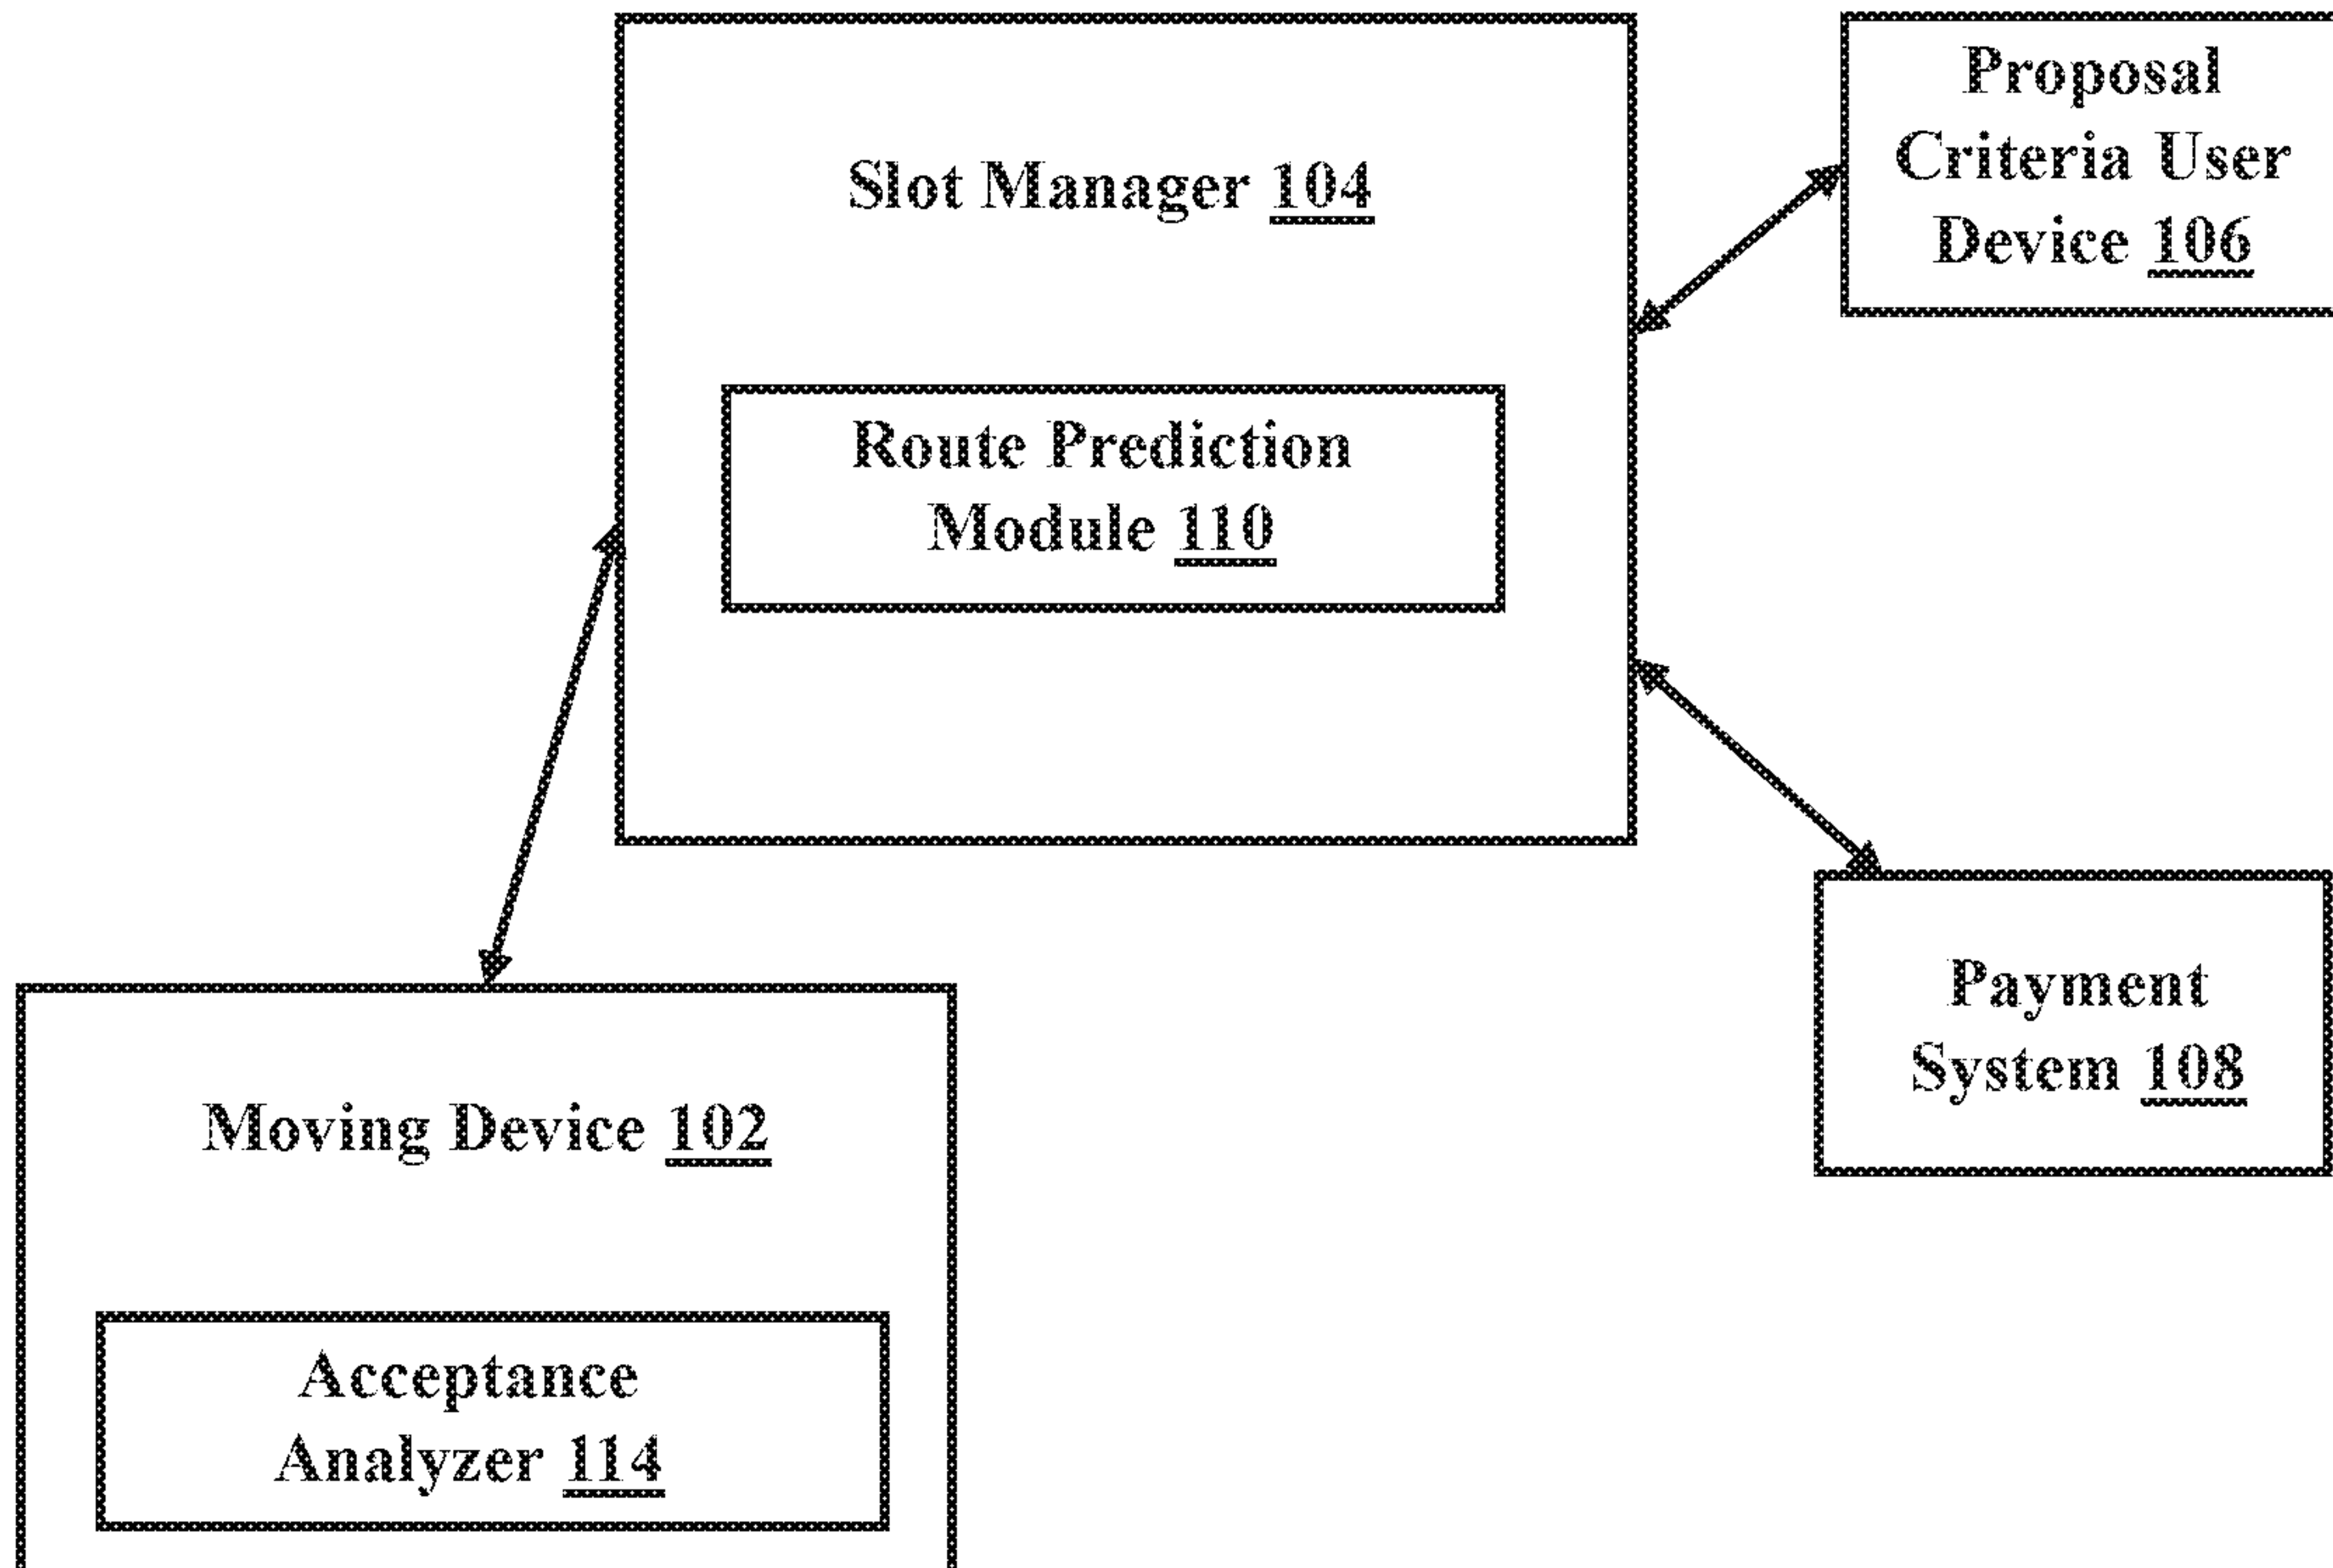 Slot Manager 104
Route Prediction
Module 110
Proposal
Criteria User
Device 106
Payment
System 108
Moving Device 102
Acceptance
Analyzer 114